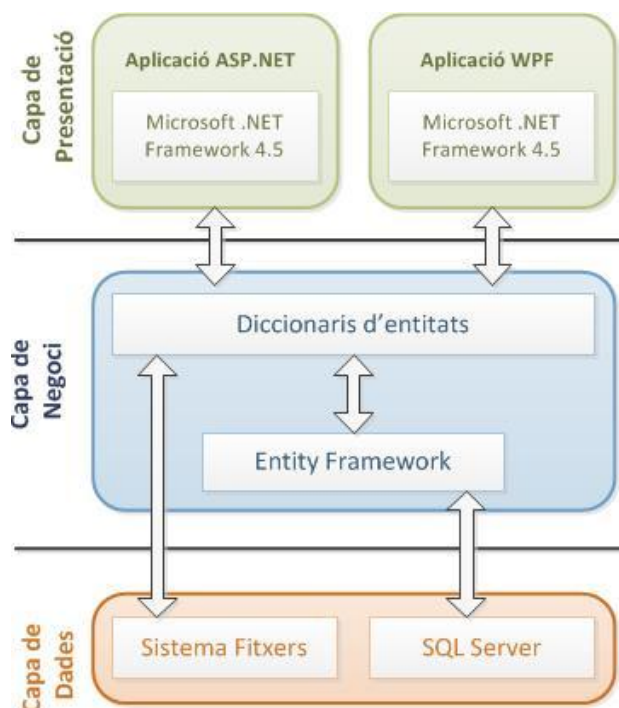 Capa de
Presentació
Aplicació ASP.NET
Microsoft .NET
Framework 4.5
Aplicació WPF
Microsoft .NET
Framework 4.5
Capa de
Negoci
Diccionaris d'entitats
Entity Framework
Capa de
Dades
Sistema Fitxers
SQL Server